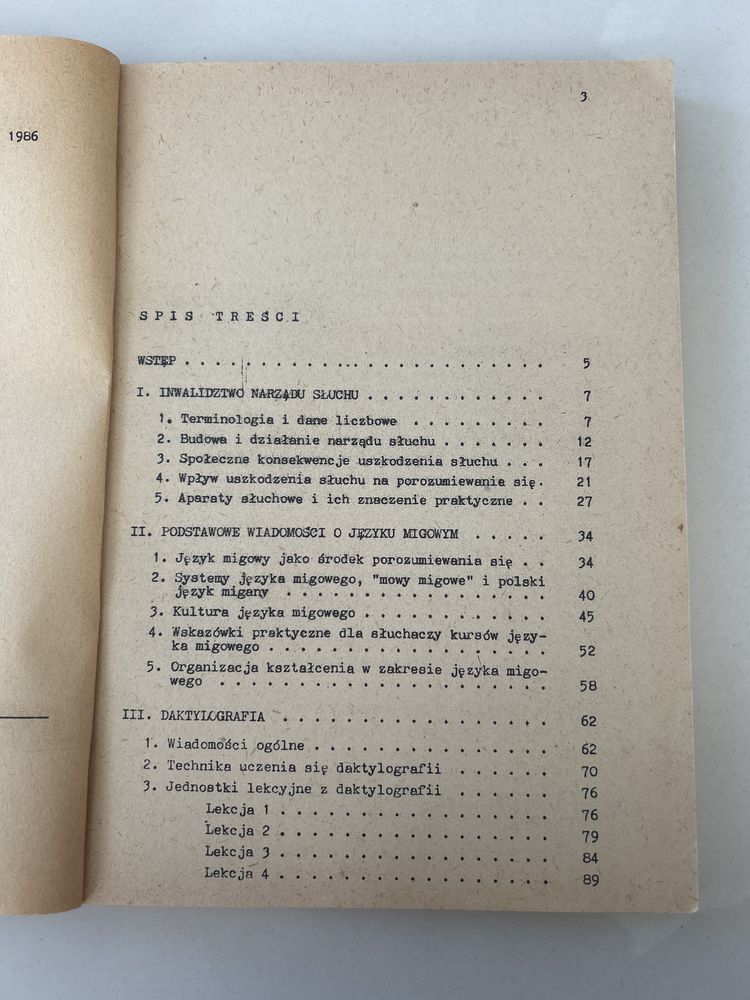 1986
3
SPIS TREŚCI
WSTĘP . . . . . . . . . . . . . . . . . . . . . . . 5
I. INWALIDZTWO NARZĄDU SŁUCHU . . . . . . . . . . . 7
1. Terminologia i dane liczbowe . . . . . . . . . 7
2. Budowa i działanie narządu słuchu . . . . . . . 12
3. Społeczne konsekwencje uszkodzenia słuchu . . . 17
4. Wpływ uszkodzenia słuchu na porozumiewanie się. 21
5. Aparaty słuchowe i ich znaczenie praktyczne . . 27
II. PODSTAWOWE WIADOMOŚCI O JĘZYKU MIGOWYM . . . . . 34
1. Język migowy jako środek porozumiewania się . . 34
2. Systemy języka migowego, "mowy migowe" i polski
język migany . . . . . . . . . . . . . . . . . 40
3. Kultura języka migowego . . . . . . . . . . . . 45
4. Wskazówki praktyczne dla słuchaczy kursów języ-
ka migowego . . . . . . . . . . . . . . . . . . 52
5. Organizacja kształcenia w zakresie języka migo-
wego . . . . . . . . . . . . . . . . . . . . . 58
III. DAKTYLOGRAFIA . . . . . . . . . . . . . . . . . 62
1. Wiadomości ogólne . . . . . . . . . . . . . . . 62
2. Technika uczenia się daktylografii . . . . . . 70
3. Jednostki lekcyjne z daktylografii . . . . . . 76
Lekcja 1 . . . . . . . . . . . . . . . . . 76
Lekcja 2 . . . . . . . . . . . . . . . . . 79
Lekcja 3 . . . . . . . . . . . . . . . . . 84
Lekcja 4 . . . . . . . . . . . . . . . . . 89